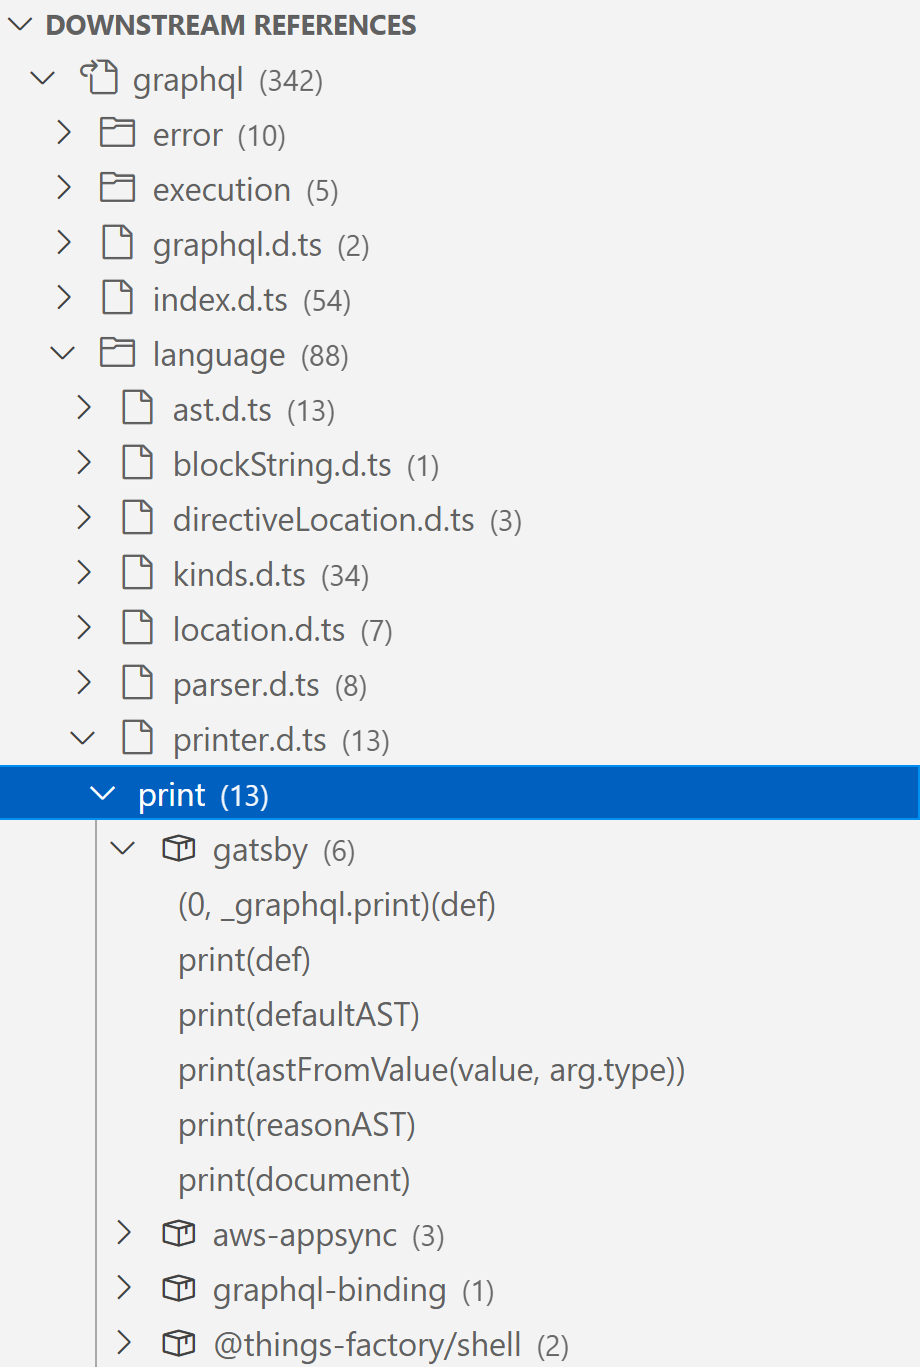 DOWNSTREAM REFERENCES
graphql (342)
error (10)
execution (5)
graphql.d.ts (2)
index.d.ts (54)
language (88)
ast.d.ts (13)
blockString.d.ts (1)
directiveLocation.d.ts (3)
kinds.d.ts (34)
location.d.ts (7)
parser.d.ts (8)
printer.d.ts (13)
print (13)
gatsby (6)
(0, _graphql.print)(def)
print(def)
print(defaultAST)
print(astFromValue(value, arg.type))
print(reasonAST)
print(document)
aws-appsync (3)
graphql-binding (1)
@things-factory/shell (2)